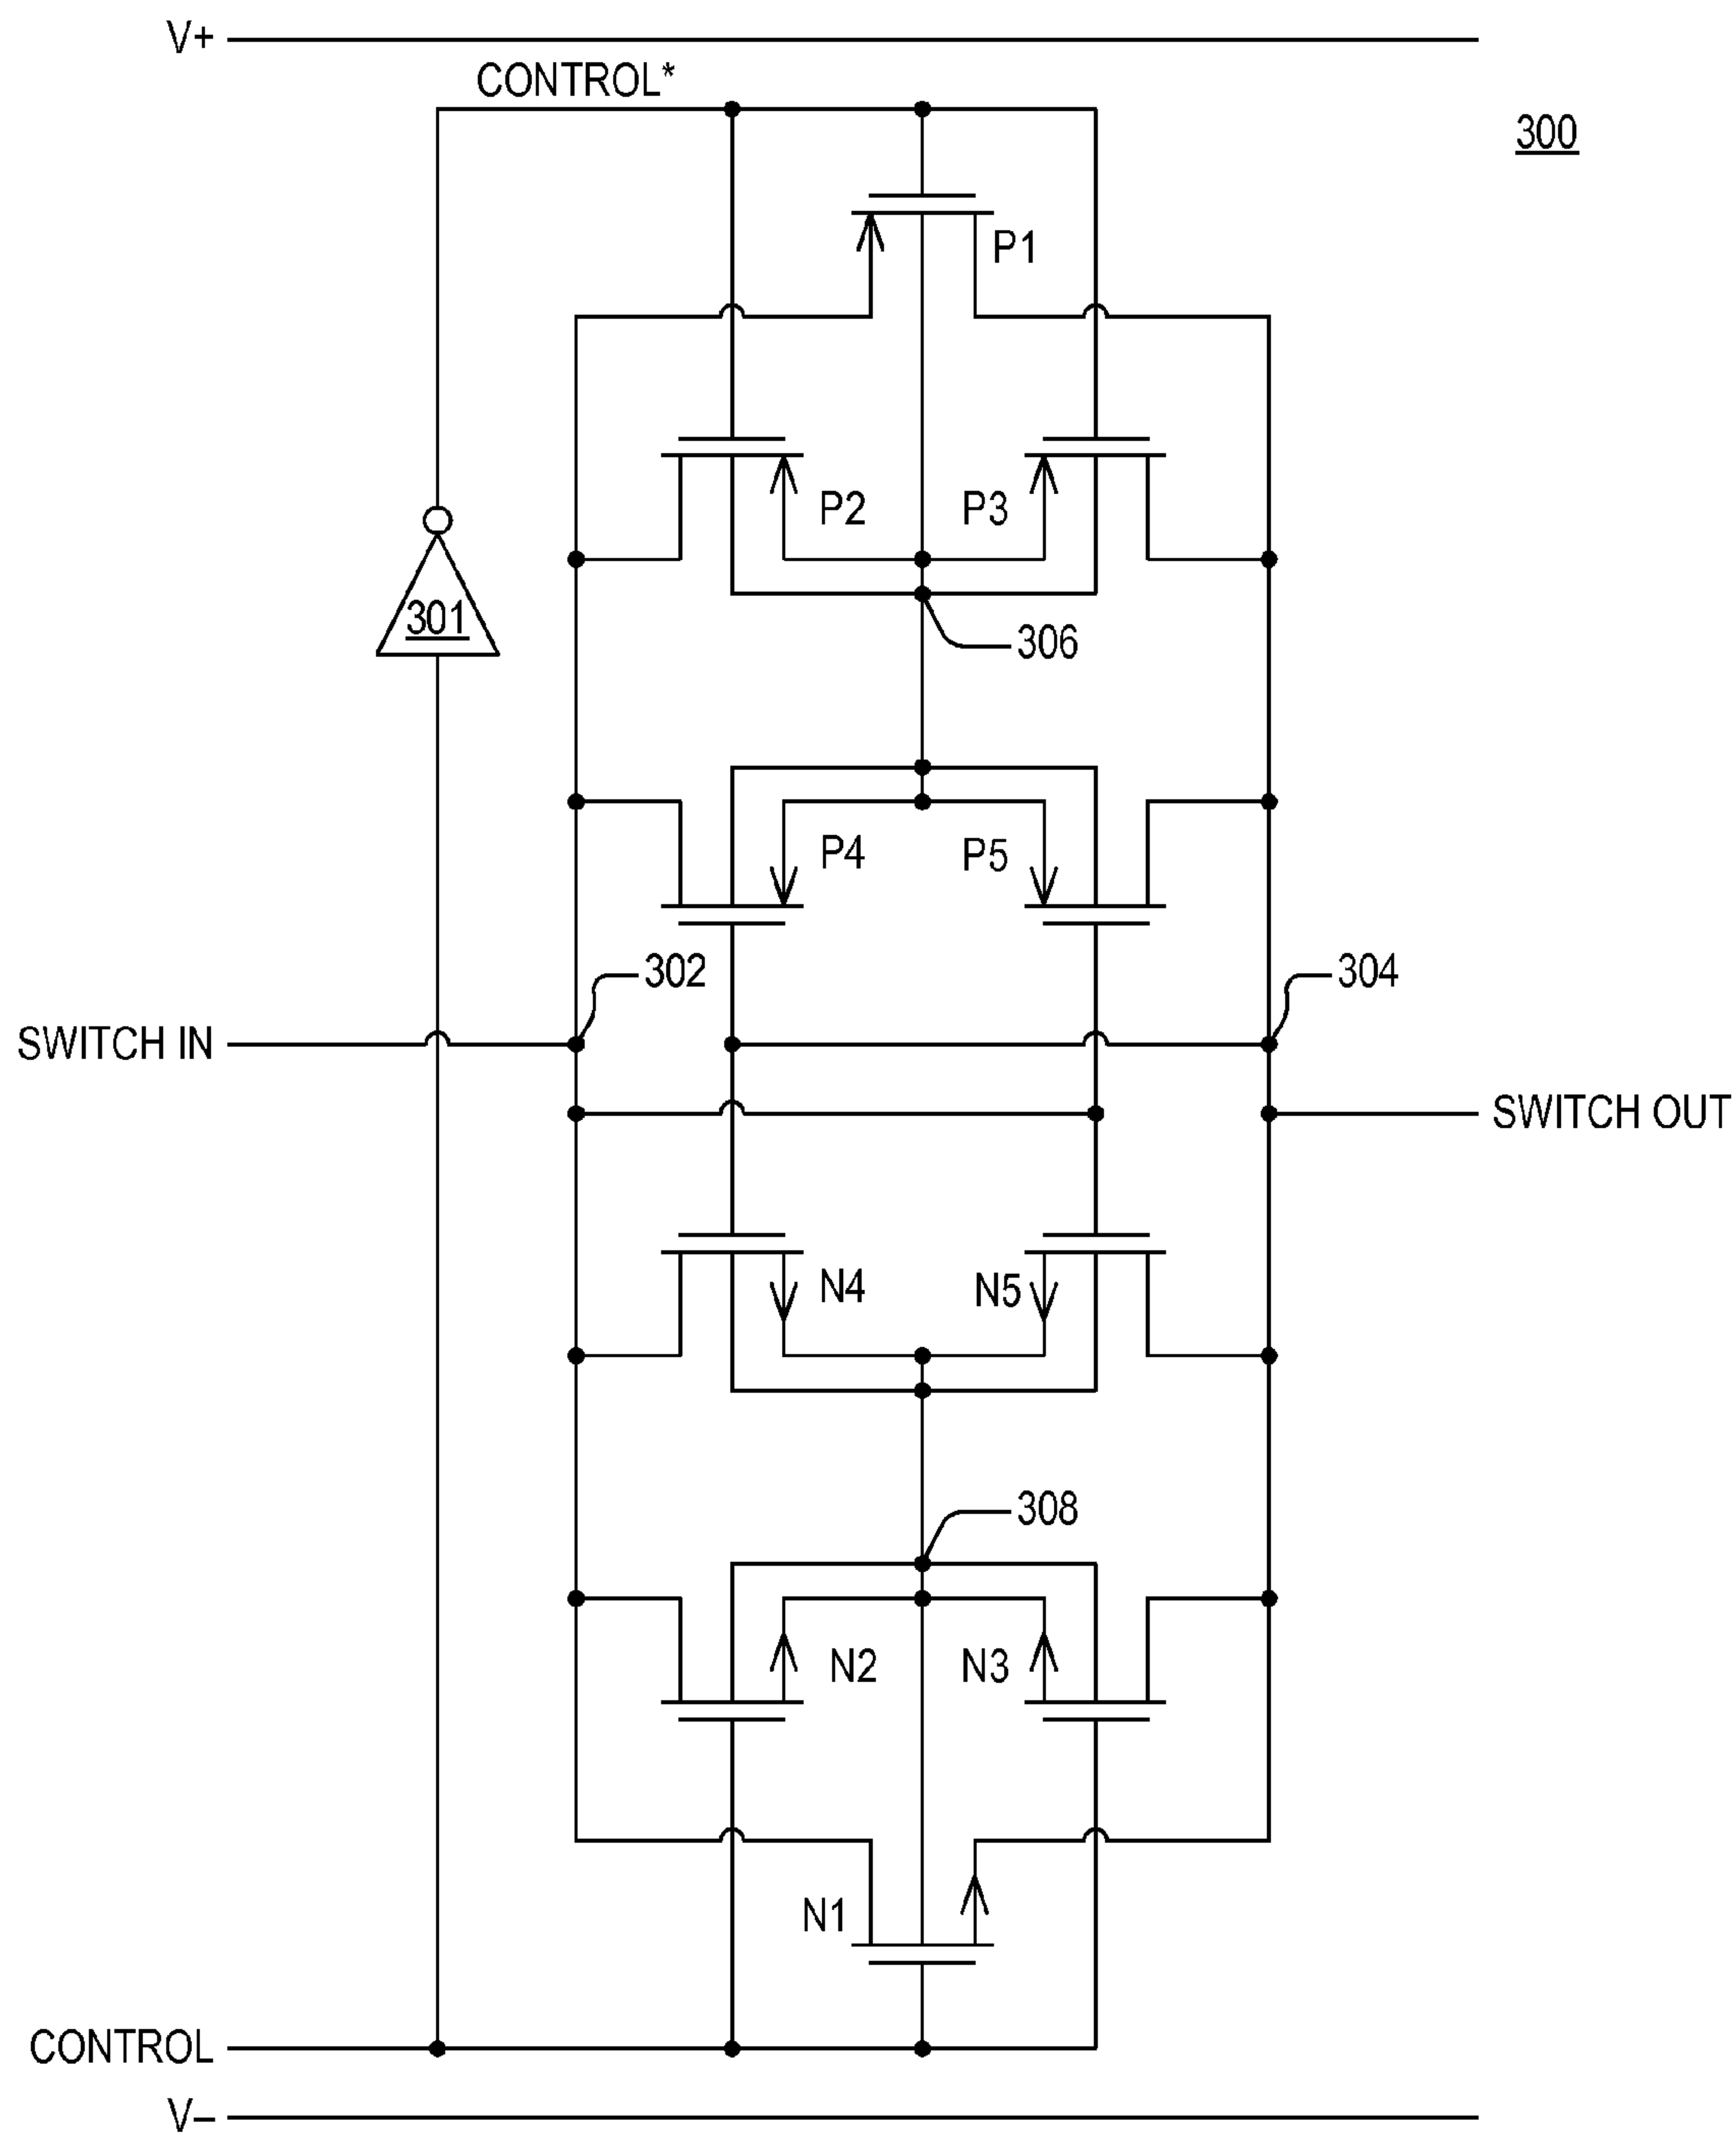 V+
CONTROL*
300
P1
P2
P3
301
306
P4
P5
302
304
SWITCH IN
SWITCH OUT
N4
N5
308
N2
N3
N1
CONTROL
V–